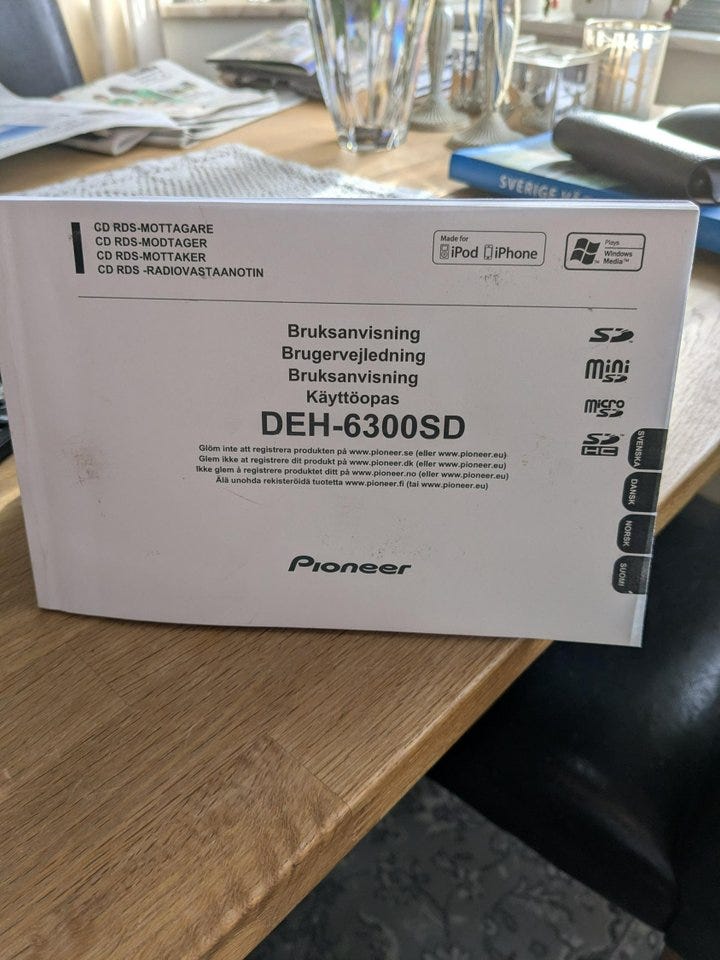 SVERIGE
CD RDS-MOTTAGARE
CD RDS-MODTAGER
CD RDS-MOTTAKER
CD RDS -RADIOVASTAANOTIN
Made for
iPod iPhone
Plays
Windows
Media™
Bruksanvisning
Brugervejledning
Bruksanvisning
Käyttöopas
DEH-6300SD
Glöm inte att registrera produkten på www.pioneer.se (eller www.pioneer.eu)
Glem ikke at registrere dit produkt på www.pioneer.dk (eller www.pioneer.eu)
Ikke glem å registrere produktet ditt på www.pioneer.no (eller www.pioneer.eu)
Älä unohda rekisteröidä tuotetta www.pioneer.fi (tai www.pioneer.eu)
SD
mini SD
micro SD
SD HC
SVENSKA
DANSK
NORSK
SUOMI
Pioneer